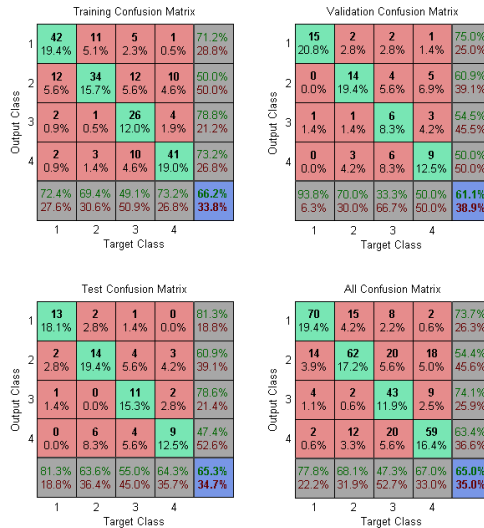 Training Confusion Matrix
Validation Confusion Matrix
42 11 5 1 71.2%
19.4% 5.1% 2.3% 0.5% 28.8%
12 34 12 10 50.0%
5.6% 15.7% 5.6% 4.6% 50.0%
2 1 26 4 78.8%
0.9% 0.5% 12.0% 1.9% 21.2%
2 3 10 41 73.2%
0.9% 1.4% 4.6% 19.0% 26.8%
72.4% 69.4% 49.1% 73.2% 66.2%
27.6% 30.6% 50.9% 26.8% 33.8%
1 2 3 4
Target Class
1
2
3
4
Output Class
15 2 2 1 75.0%
20.8% 2.8% 2.8% 1.4% 25.0%
0 14 4 5 60.9%
0.0% 19.4% 5.6% 6.9% 39.1%
1 1 6 3 54.5%
1.4% 1.4% 8.3% 4.2% 45.5%
0 3 6 9 50.0%
0.0% 4.2% 8.3% 12.5% 50.0%
93.8% 70.0% 33.3% 50.0% 61.1%
6.3% 30.0% 66.7% 50.0% 38.9%
1 2 3 4
Target Class
1
2
3
4
Output Class
Test Confusion Matrix
All Confusion Matrix
13 2 1 0 81.3%
18.1% 2.8% 1.4% 0.0% 18.8%
2 14 4 3 60.9%
2.8% 19.4% 5.6% 4.2% 39.1%
1 0 11 2 78.6%
1.4% 0.0% 15.3% 2.8% 21.4%
0 6 4 9 47.4%
0.0% 8.3% 5.6% 12.5% 52.6%
81.3% 63.6% 55.0% 64.3% 65.3%
18.8% 36.4% 45.0% 35.7% 34.7%
1 2 3 4
Target Class
1
2
3
4
Output Class
70 15 8 2 73.7%
19.4% 4.2% 2.2% 0.6% 26.3%
14 62 20 18 54.4%
3.9% 17.2% 5.6% 5.0% 45.6%
4 2 43 9 74.1%
1.1% 0.6% 11.9% 2.5% 25.9%
2 12 20 59 63.4%
0.6% 3.3% 5.6% 16.4% 36.6%
77.8% 68.1% 47.3% 67.0% 65.0%
22.2% 31.9% 52.7% 33.0% 35.0%
1 2 3 4
Target Class
1
2
3
4
Output Class